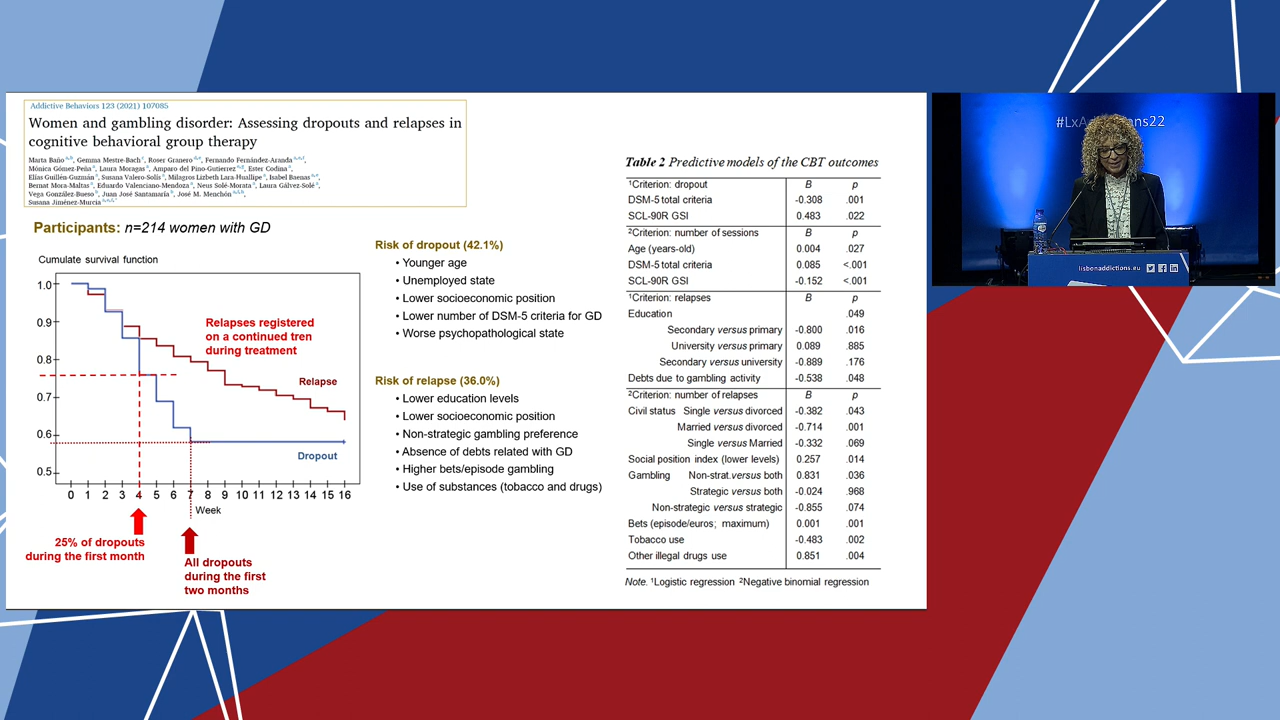 Addictive Behaviors 123 (2021) 107085
Women and gambling disorder: Assessing dropouts and relapses in
cognitive behavioral group therapy
Marta Baño, Gemma Mestre-Bach, Roser Granero, Fernando Fernández-Aranda,
Mónica Gómez-Peña, Laura Moragas, Amparo del Pino-Gutierrez, Ester Codina,
Elías Guillén-Guzmán, Susana Valero-Solís, Milagros Lizbeth Lara-Huallipe, Isabel Baenas,
Bernat Mora-Maltas, Eduardo Valenciano-Mendoza, Neus Solé-Morata, Laura Gálvez-Solé,
Vega González-Bueso, Juan José Santamaría, José M. Menchón,
Susana Jiménez-Murcia
Participants: n=214 women with GD
Cumulate survival function
1.0
0.9
0.8
0.7
0.6
0.5
Relapses registered
on a continued tren
during treatment
Relapse
Dropout
0 1 2 3 4 5 6 7 8 9 10 11 12 13 14 15 16
Week
25% of dropouts
during the first month
All dropouts
during the first
two months
Risk of dropout (42.1%)
• Younger age
• Unemployed state
• Lower socioeconomic position
• Lower number of DSM-5 criteria for GD
• Worse psychopathological state
Risk of relapse (36.0%)
• Lower education levels
• Lower socioeconomic position
• Non-strategic gambling preference
• Absence of debts related with GD
• Higher bets/episode gambling
• Use of substances (tobacco and drugs)
Table 2 Predictive models of the CBT outcomes
¹Criterion: dropout B p
DSM-5 total criteria -0.308 .001
SCL-90R GSI 0.483 .022
²Criterion: number of sessions B p
Age (years-old) 0.004 .027
DSM-5 total criteria 0.085 <.001
SCL-90R GSI -0.152 <.001
¹Criterion: relapses B p
Education .049
Secondary versus primary -0.800 .016
University versus primary 0.089 .885
Secondary versus university -0.889 .176
Debts due to gambling activity -0.538 .048
²Criterion: number of relapses B p
Civil status Single versus divorced -0.382 .043
Married versus divorced -0.714 .001
Single versus Married -0.332 .069
Social position index (lower levels) 0.257 .014
Gambling Non-strat.versus both 0.831 .036
Strategic versus both -0.024 .968
Non-strategic versus strategic -0.855 .074
Bets (episode/euros; maximum) 0.001 .001
Tobacco use -0.483 .002
Other illegal drugs use 0.851 .004
Note. ¹Logistic regression ²Negative binomial regression
lisbonaddictions.eu